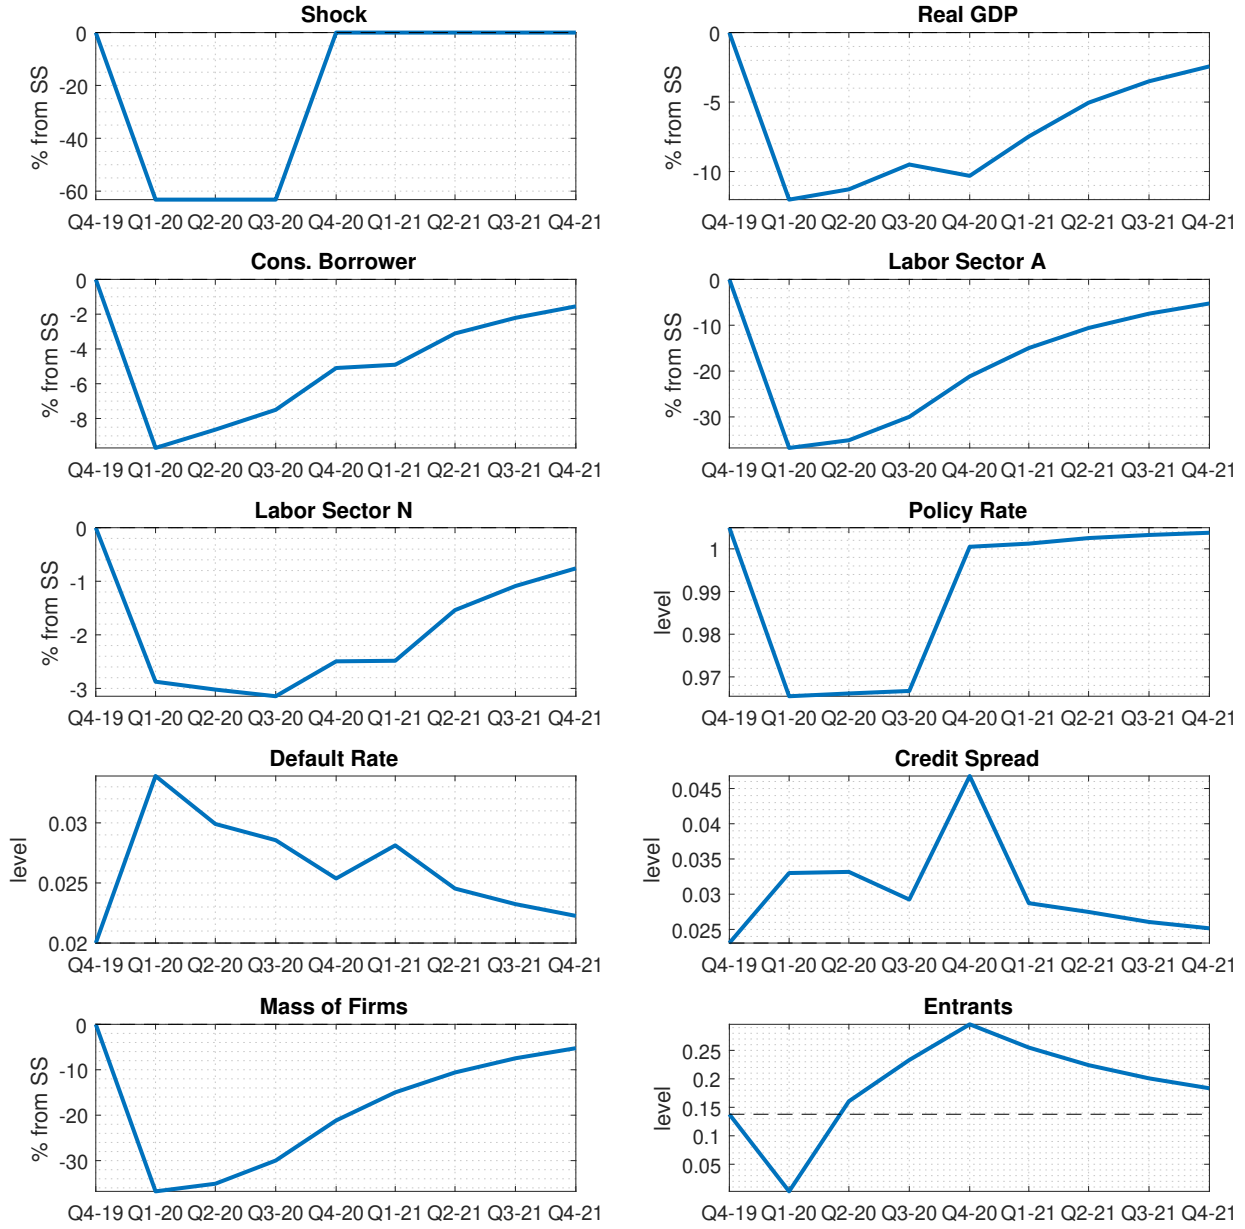 Shock
0
-20
-40
-60
% from SS
Q4-19 Q1-20 Q2-20 Q3-20 Q4-20 Q1-21 Q2-21 Q3-21 Q4-21
Real GDP
0
-5
-10
% from SS
Q4-19 Q1-20 Q2-20 Q3-20 Q4-20 Q1-21 Q2-21 Q3-21 Q4-21
Cons. Borrower
0
-2
-4
-6
-8
% from SS
Q4-19 Q1-20 Q2-20 Q3-20 Q4-20 Q1-21 Q2-21 Q3-21 Q4-21
Labor Sector A
0
-10
-20
-30
% from SS
Q4-19 Q1-20 Q2-20 Q3-20 Q4-20 Q1-21 Q2-21 Q3-21 Q4-21
Labor Sector N
0
-1
-2
-3
% from SS
Q4-19 Q1-20 Q2-20 Q3-20 Q4-20 Q1-21 Q2-21 Q3-21 Q4-21
Policy Rate
1
0.99
0.98
0.97
level
Q4-19 Q1-20 Q2-20 Q3-20 Q4-20 Q1-21 Q2-21 Q3-21 Q4-21
Default Rate
0.03
0.025
0.02
level
Q4-19 Q1-20 Q2-20 Q3-20 Q4-20 Q1-21 Q2-21 Q3-21 Q4-21
Credit Spread
0.045
0.04
0.035
0.03
0.025
level
Q4-19 Q1-20 Q2-20 Q3-20 Q4-20 Q1-21 Q2-21 Q3-21 Q4-21
Mass of Firms
0
-10
-20
-30
% from SS
Q4-19 Q1-20 Q2-20 Q3-20 Q4-20 Q1-21 Q2-21 Q3-21 Q4-21
Entrants
0.25
0.2
0.15
0.1
0.05
level
Q4-19 Q1-20 Q2-20 Q3-20 Q4-20 Q1-21 Q2-21 Q3-21 Q4-21